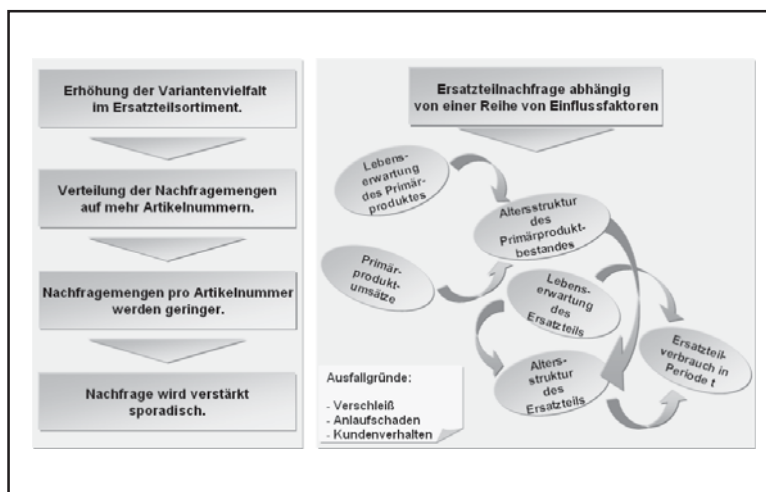 Erhöhung der Variantenvielfalt
im Ersatzteilsortiment.
Verteilung der Nachfragemengen
auf mehr Artikelnummern.
Nachfragemengen pro Artikelnummer
werden geringer.
Nachfrage wird verstärkt
sporadisch.
Ersatzteilnachfrage abhängig
von einer Reihe von Einflussfaktoren
Lebens-
erwartung
des Primär-
produktes
Altersstruktur
des
Primärprodukt-
bestandes
Primär-
produkt-
umsätze
Lebens-
erwartung
des
Ersatzteils
Ersatzteil-
verbrauch in
Periode t
Alters-
struktur
des
Ersatzteils
Ausfallgründe:
- Verschleiß
- Anlaufschaden
- Kundenverhalten